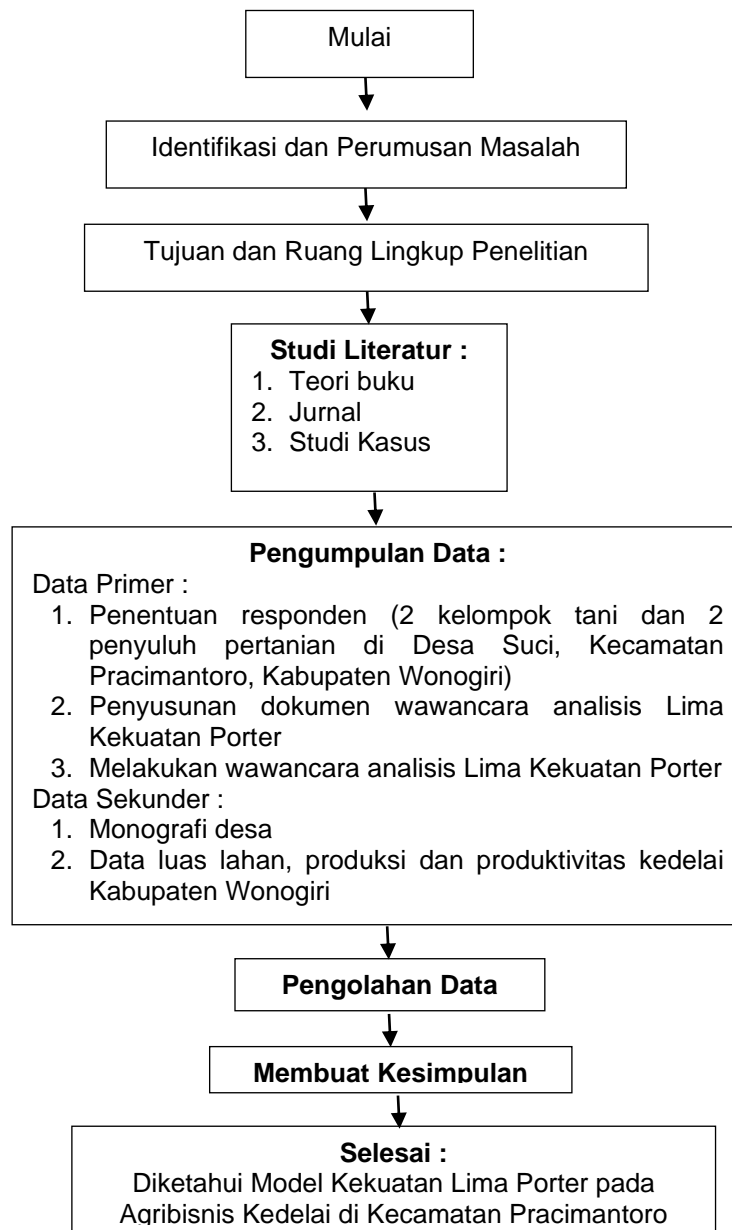 Mulai
Identifikasi dan Perumusan Masalah
Tujuan dan Ruang Lingkup Penelitian
Studi Literatur :
1. Teori buku
2. Jurnal
3. Studi Kasus
Pengumpulan Data :
Data Primer :
1. Penentuan responden (2 kelompok tani dan 2
penyuluh pertanian di Desa Suci, Kecamatan
Pracimantoro, Kabupaten Wonogiri)
2. Penyusunan dokumen wawancara analisis Lima
Kekuatan Porter
3. Melakukan wawancara analisis Lima Kekuatan Porter
Data Sekunder :
1. Monografi desa
2. Data luas lahan, produksi dan produktivitas kedelai
Kabupaten Wonogiri
Pengolahan Data
Membuat Kesimpulan
Selesai :
Diketahui Model Kekuatan Lima Porter pada
Agribisnis Kedelai di Kecamatan Pracimantoro